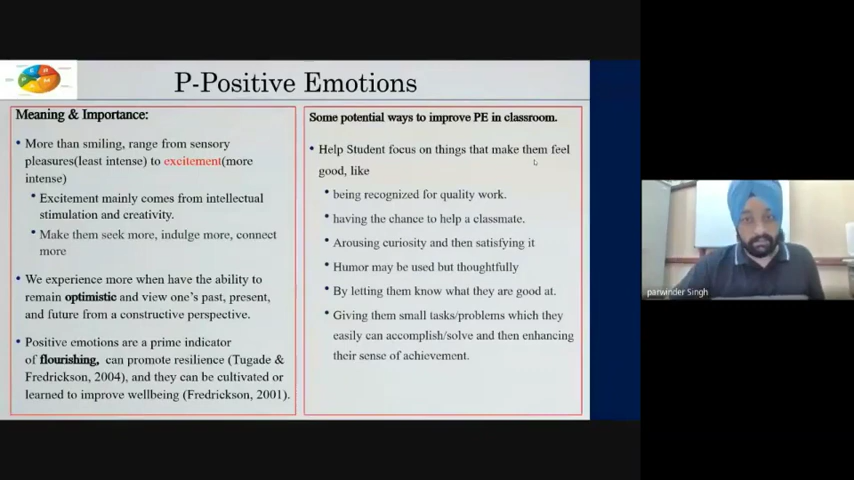 P-Positive Emotions
Meaning & Importance:
• More than smiling, range from sensory
pleasures(least intense) to excitement(more
intense)
• Excitement mainly comes from intellectual
stimulation and creativity.
• Make them seek more, indulge more, connect
more
• We experience more when have the ability to
remain optimistic and view one's past, present,
and future from a constructive perspective.
• Positive emotions are a prime indicator
of flourishing, can promote resilience (Tugade &
Fredrickson, 2004), and they can be cultivated or
learned to improve wellbeing (Fredrickson, 2001).
Some potential ways to improve PE in classroom.
• Help Student focus on things that make them feel
good, like
• being recognized for quality work.
• having the chance to help a classmate.
• Arousing curiosity and then satisfying it
• Humor may be used but thoughtfully
• By letting them know what they are good at.
• Giving them small tasks/problems which they
easily can accomplish/solve and then enhancing
their sense of achievement.
parwinder Singh